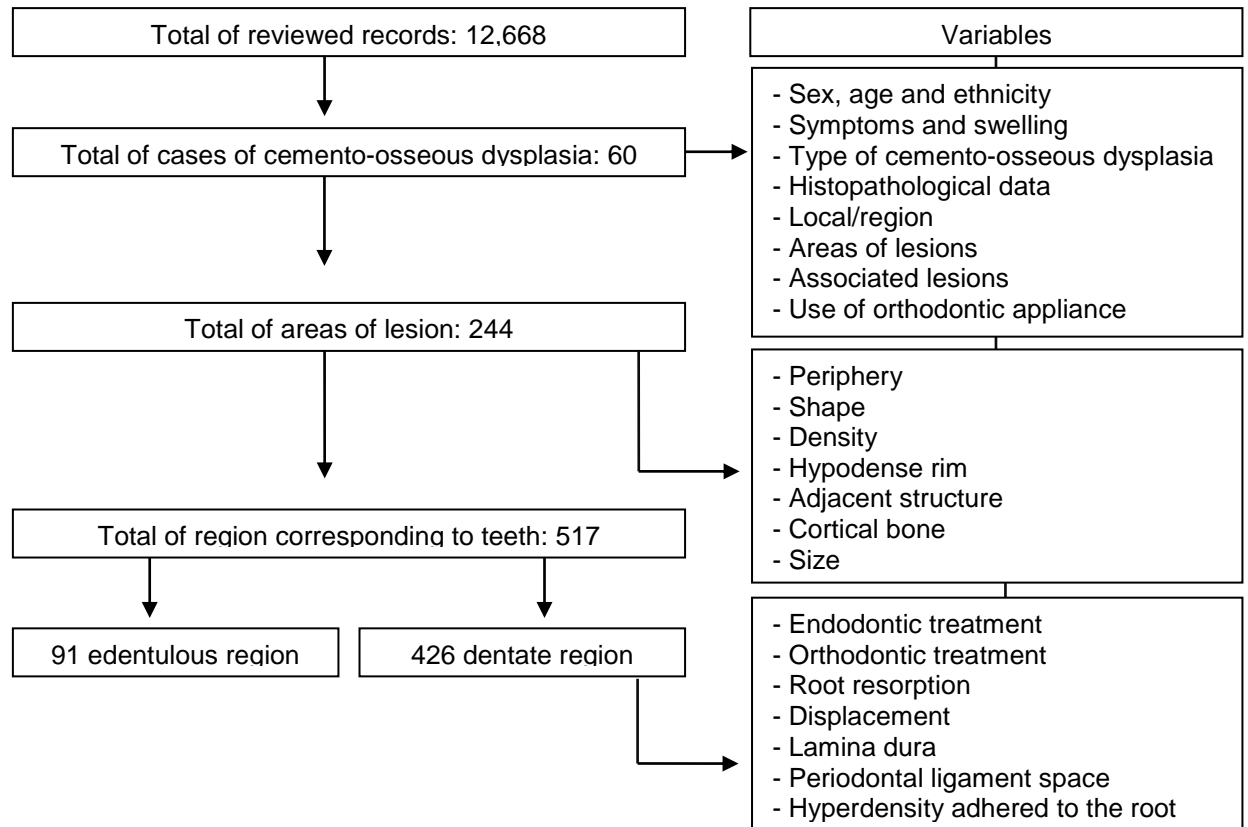 Total of reviewed records: 12,668
Total of cases of cemento-osseous dysplasia: 60
Total of areas of lesion: 244
Total of region corresponding to teeth: 517
91 edentulous region
426 dentate region
Variables
- Sex, age and ethnicity
- Symptoms and swelling
- Type of cemento-osseous dysplasia
- Histopathological data
- Local/region
- Areas of lesions
- Associated lesions
- Use of orthodontic appliance
- Periphery
- Shape
- Density
- Hypodense rim
- Adjacent structure
- Cortical bone
- Size
- Endodontic treatment
- Orthodontic treatment
- Root resorption
- Displacement
- Lamina dura
- Periodontal ligament space
- Hyperdensity adhered to the root